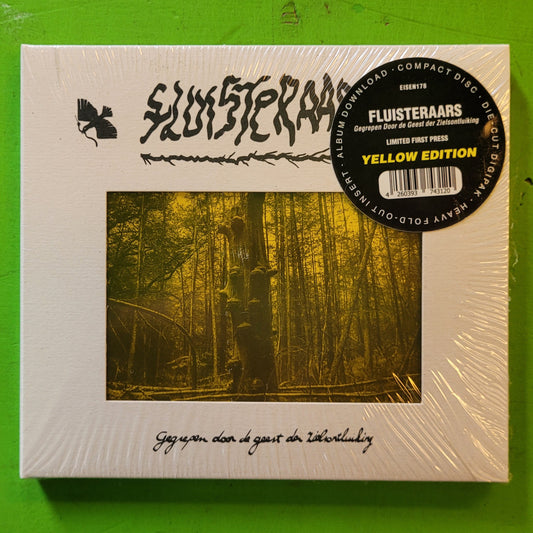 FLUISTERAARS
ALBUM DOWNLOAD · COMPACT DISC · DIE-CUT DIGIPAK · HEAVY FOLD-OUT INSERT ·
EISEN178
FLUISTERAARS
Gegrepen Door de Geest der Zielsontluiking
LIMITED FIRST PRESS
YELLOW EDITION
4 260393 743120
Gegrepen door de geest der zielsontluiking